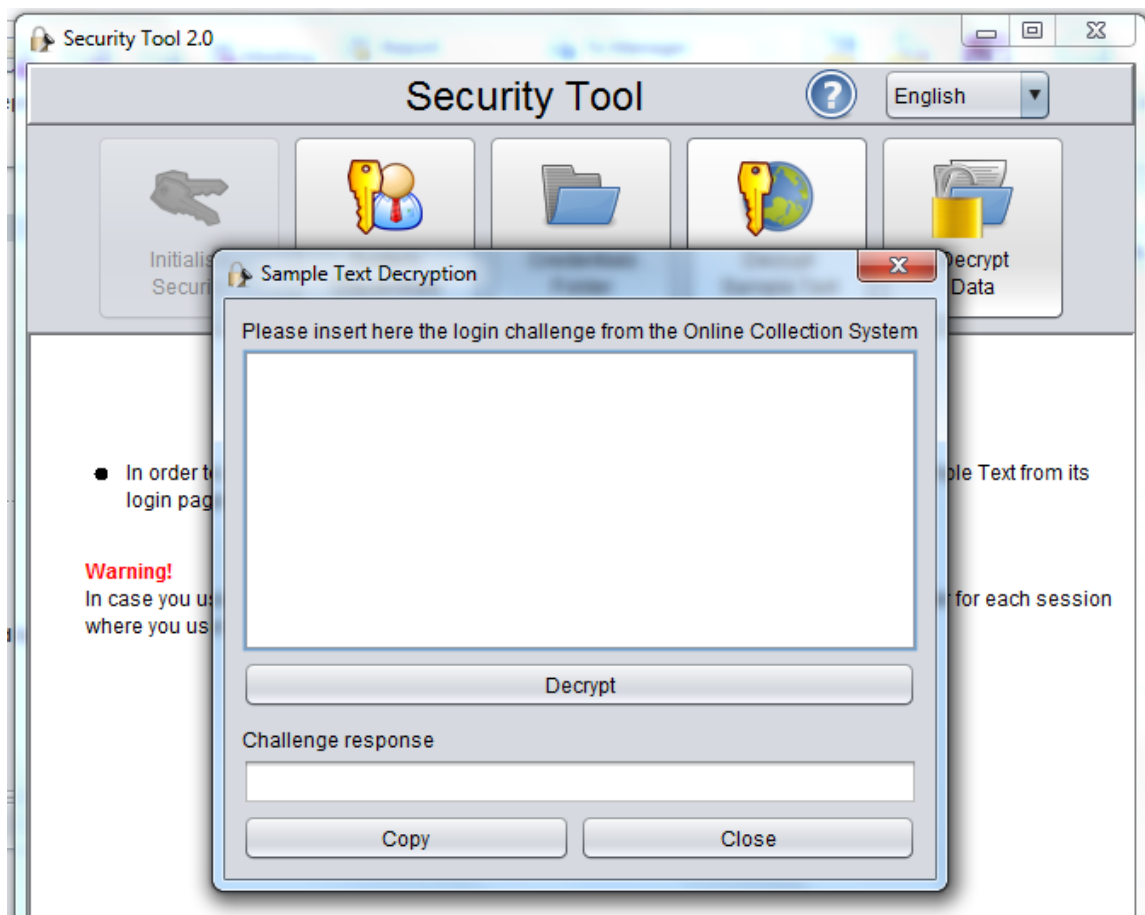 Security Tool 2.0
Security Tool
English
Initialis
Securi
Decrypt
Data
Sample Text Decryption
Please insert here the login challenge from the Online Collection System
In order t
ple Text from its
login pag
Warning!
In case you u
for each session
where you us
Decrypt
Challenge response
Copy
Close